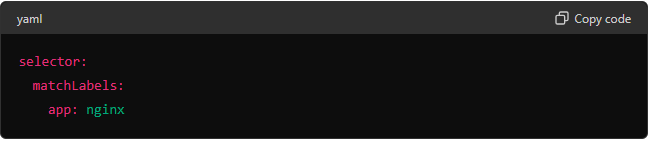 yaml
Copy code
selector:
  matchLabels:
    app: nginx